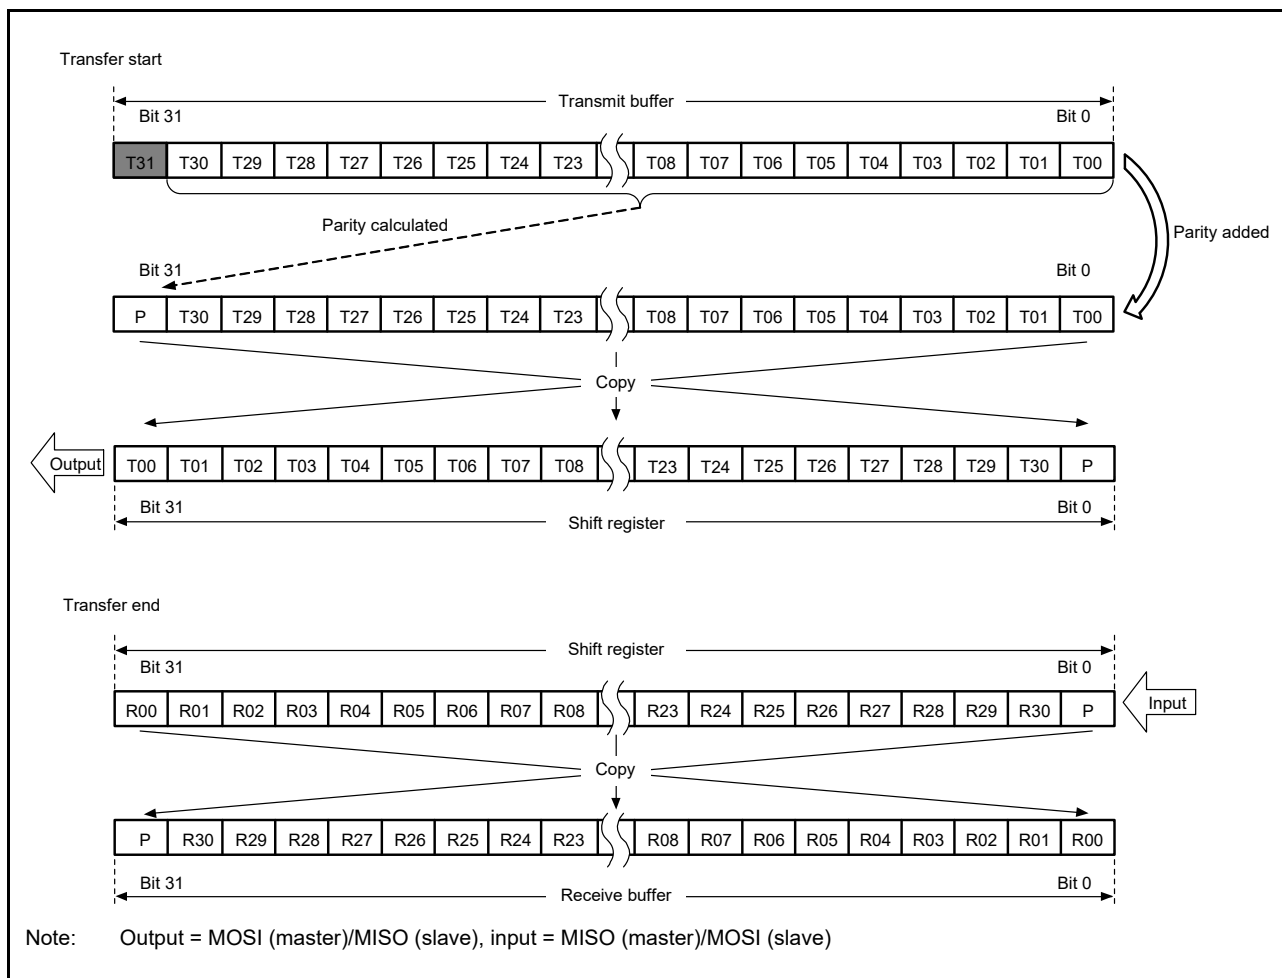 Transfer start
Transmit buffer
Bit 31 Bit 0
T31 T30 T29 T28 T27 T26 T25 T24 T23 T08 T07 T06 T05 T04 T03 T02 T01 T00
Parity calculated
Parity added
Bit 31 Bit 0
P T30 T29 T28 T27 T26 T25 T24 T23 T08 T07 T06 T05 T04 T03 T02 T01 T00
Copy
Output T00 T01 T02 T03 T04 T05 T06 T07 T08 T23 T24 T25 T26 T27 T28 T29 T30 P
Bit 31 Bit 0
Shift register
Transfer end
Shift register
Bit 31 Bit 0
R00 R01 R02 R03 R04 R05 R06 R07 R08 R23 R24 R25 R26 R27 R28 R29 R30 P Input
Copy
P R30 R29 R28 R27 R26 R25 R24 R23 R08 R07 R06 R05 R04 R03 R02 R01 R00
Bit 31 Bit 0
Receive buffer
Note: Output = MOSI (master)/MISO (slave), input = MISO (master)/MOSI (slave)